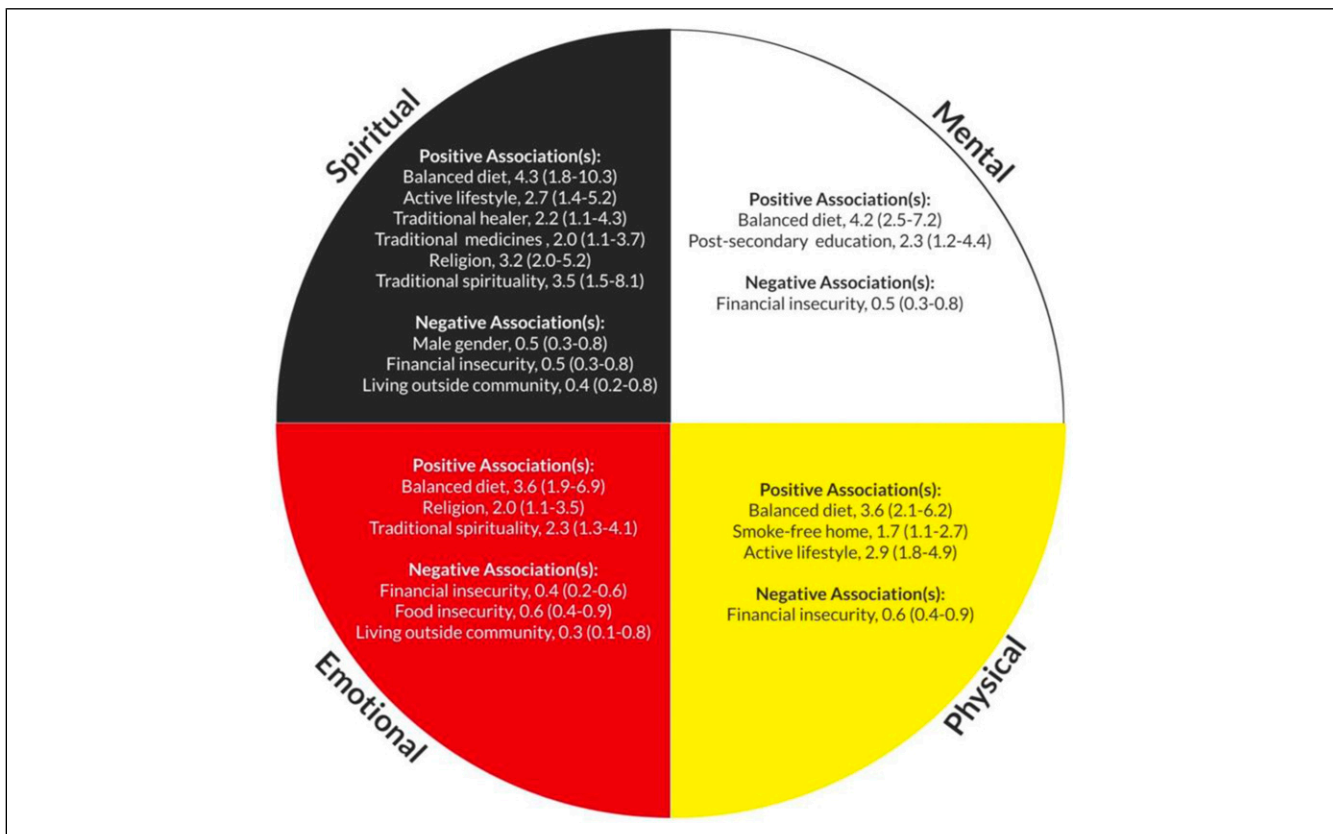 Spiritual
Positive Association(s):
Balanced diet, 4.3 (1.8-10.3)
Active lifestyle, 2.7 (1.4-5.2)
Traditional healer, 2.2 (1.1-4.3)
Traditional medicines , 2.0 (1.1-3.7)
Religion, 3.2 (2.0-5.2)
Traditional spirituality, 3.5 (1.5-8.1)
Negative Association(s):
Male gender, 0.5 (0.3-0.8)
Financial insecurity, 0.5 (0.3-0.8)
Living outside community, 0.4 (0.2-0.8)
Mental
Positive Association(s):
Balanced diet, 4.2 (2.5-7.2)
Post-secondary education, 2.3 (1.2-4.4)
Negative Association(s):
Financial insecurity, 0.5 (0.3-0.8)
Emotional
Positive Association(s):
Balanced diet, 3.6 (1.9-6.9)
Religion, 2.0 (1.1-3.5)
Traditional spirituality, 2.3 (1.3-4.1)
Negative Association(s):
Financial insecurity, 0.4 (0.2-0.6)
Food insecurity, 0.6 (0.4-0.9)
Living outside community, 0.3 (0.1-0.8)
Physical
Positive Association(s):
Balanced diet, 3.6 (2.1-6.2)
Smoke-free home, 1.7 (1.1-2.7)
Active lifestyle, 2.9 (1.8-4.9)
Negative Association(s):
Financial insecurity, 0.6 (0.4-0.9)